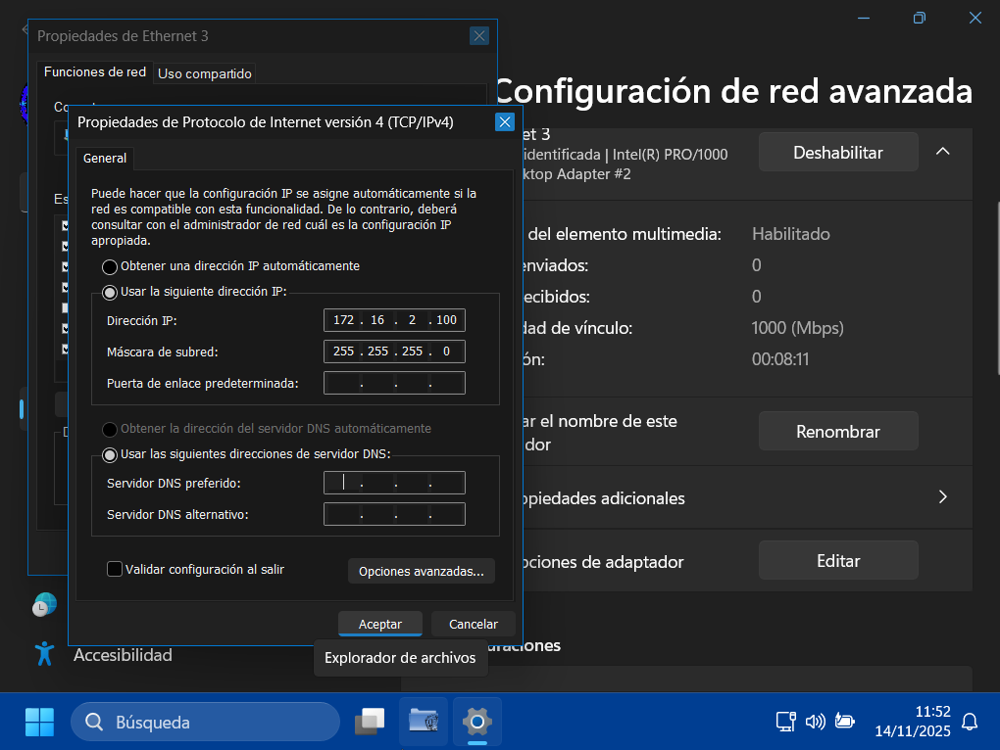 Propiedades de Ethernet 3
Funciones de red
Uso compartido
Configuración de red avanzada
Propiedades de Protocolo de Internet versión 4 (TCP/IPv4)
General
Puede hacer que la configuración IP se asigne automáticamente si la
red es compatible con esta funcionalidad. De lo contrario, deberá
consultar con el administrador de red cuál es la configuración IP
apropiada.
Obtener una dirección IP automáticamente
Usar la siguiente dirección IP:
Dirección IP:
172 . 16 . 2 . 100
Máscara de subred:
255 . 255 . 255 . 0
Puerta de enlace predeterminada:
. . .
Obtener la dirección del servidor DNS automáticamente
Usar las siguientes direcciones de servidor DNS:
Servidor DNS preferido:
. . .
Servidor DNS alternativo:
. . .
Validar configuración al salir
Opciones avanzadas...
Aceptar
Cancelar
Explorador de archivos
et 3
identificada | Intel(R) PRO/1000
ktop Adapter #2
Deshabilitar
del elemento multimedia:
Habilitado
enviados:
0
ecibidos:
0
dad de vínculo:
1000 (Mbps)
ón:
00:08:11
ar el nombre de este
dor
Renombrar
opiedades adicionales
pciones de adaptador
Editar
uraciones
Accesibilidad
Búsqueda
11:52
14/11/2025